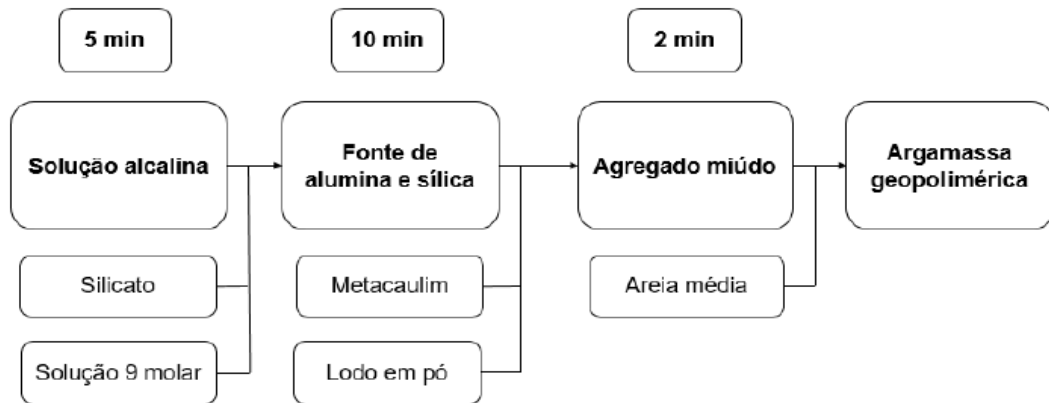 5 min
10 min
2 min
Solução alcalina
Fonte de
alumina e sílica
Agregado miúdo
Argamassa
geopolimérica
Silicato
Metacaulim
Areia média
Solução 9 molar
Lodo em pó